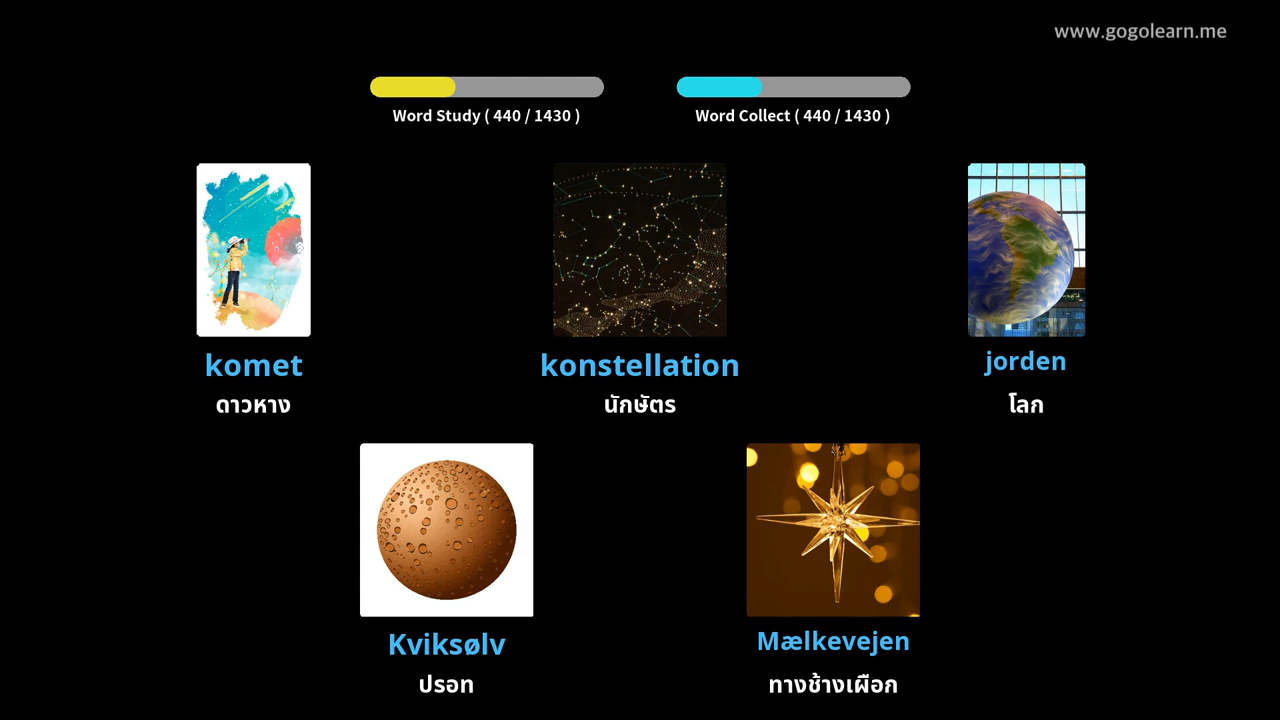 www.gogolearn.me
Word Study ( 440 / 1430 )
Word Collect ( 440 / 1430 )
komet
ดาวหาง
konstellation
นักษัตร
jorden
โลก
Kviksølv
ปรอท
Mælkevejen
ทางช้างเผือก